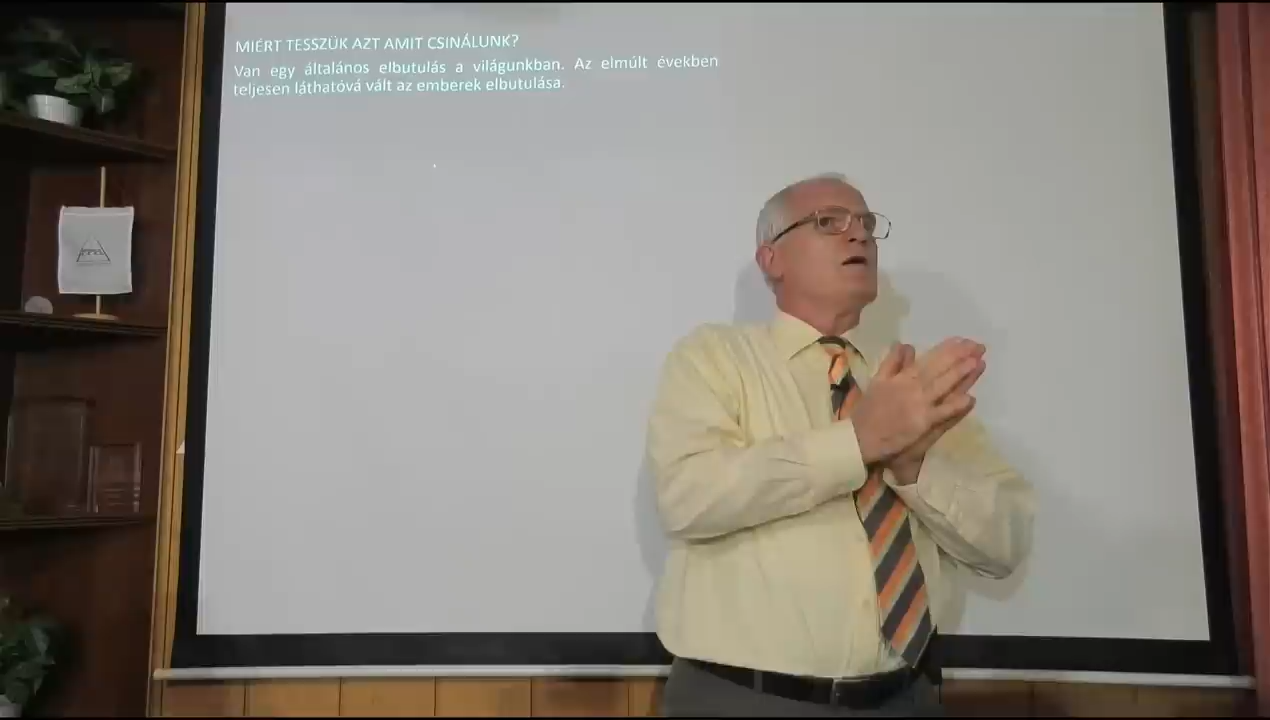 MIÉRT TESSZÜK AZT AMIT CSINÁLUNK?
Van egy általános elbutulás a világunkban. Az elmúlt években
teljesen láthatóvá vált az emberek elbutulása.